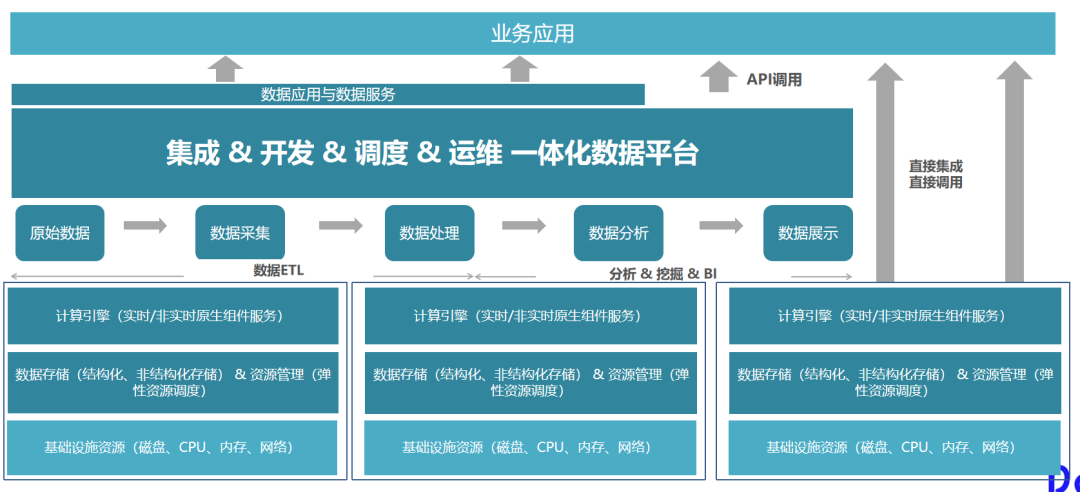 业务应用
API调用
数据应用与数据服务
集成 & 开发 & 调度 & 运维 一体化数据平台
直接集成
直接调用
原始数据
数据采集
数据处理
数据分析
数据展示
数据ETL
分析 & 挖掘 & BI
计算引擎（实时/非实时原生组件服务）
数据存储（结构化、非结构化存储） & 资源管理（弹
性资源调度）
基础设施资源（磁盘、CPU、内存、网络）
计算引擎（实时/非实时原生组件服务）
数据存储（结构化、非结构化存储） & 资源管理（弹
性资源调度）
基础设施资源（磁盘、CPU、内存、网络）
计算引擎（实时/非实时原生组件服务）
数据存储（结构化、非结构化存储） & 资源管理（弹
性资源调度）
基础设施资源（磁盘、CPU、内存、网络）